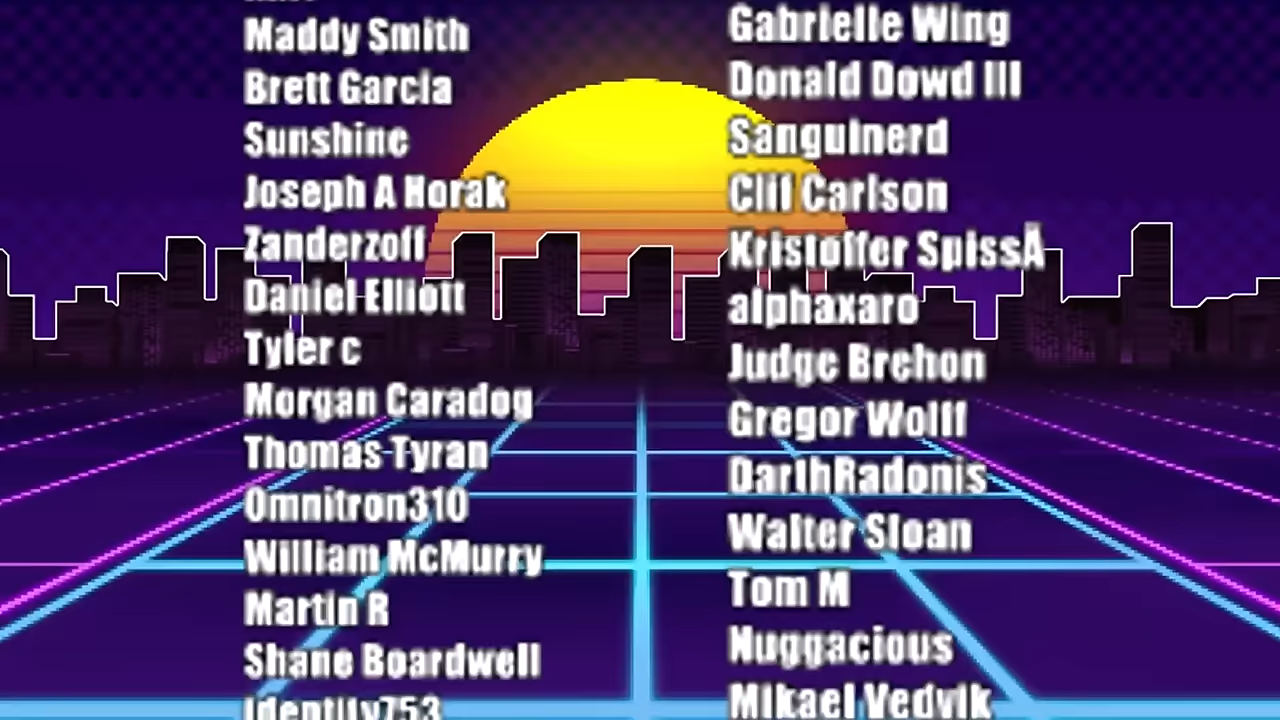 Maddy Smith
Brett Garcia
Sunshine
Joseph A Horak
Zanderzoff
Daniel Elliott
Tyler c
Morgan Caradog
Thomas Tyran
Omnitron310
William McMurry
Martin R
Shane Boardwell
Identity753
Gabrielle Wing
Donald Dowd III
Sanguinerd
Clif Carlson
Kristoffer SpissÅ
alphaxaro
Judge Brehon
Gregor Wolff
DarthRadonis
Walter Sloan
Tom M
Nuggacious
Mikael Vedvik